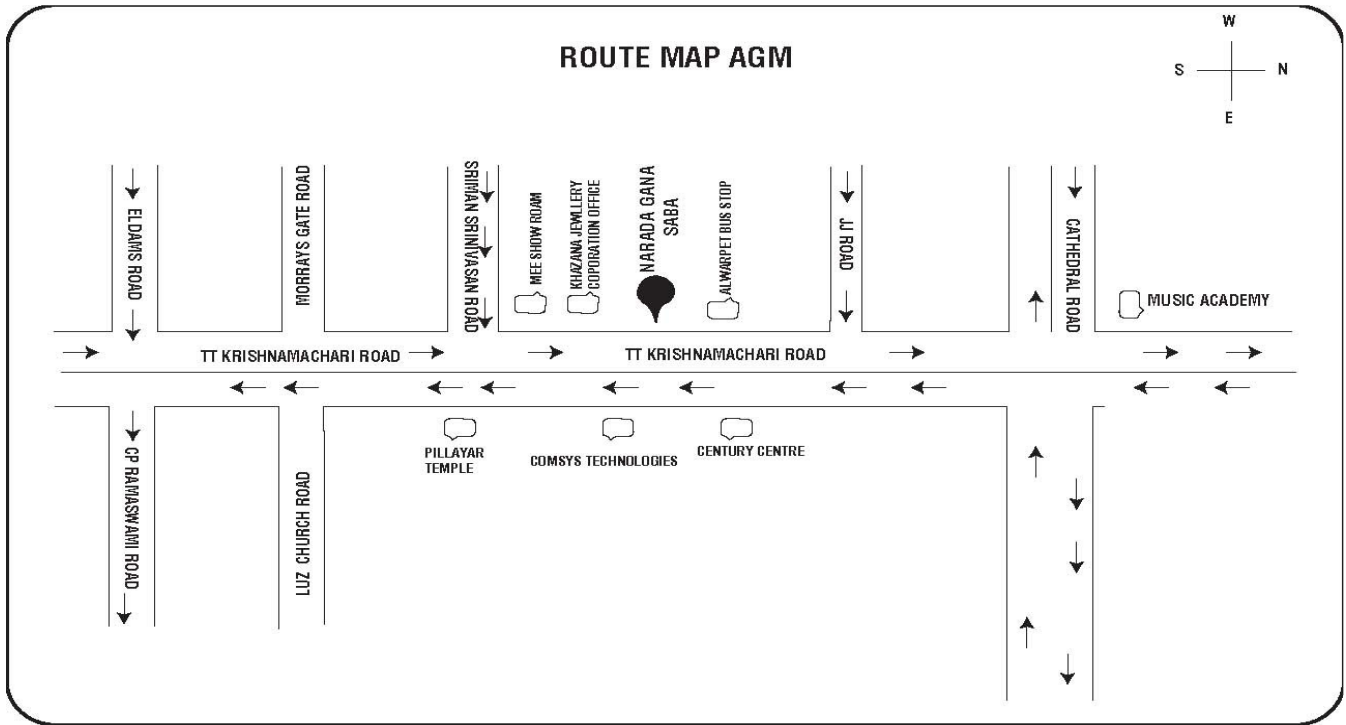 ROUTE MAP AGM
W
S
N
E
ELDAMS ROAD
MORRAYS GATE ROAD
SRIMAN SRINIVASAN ROAD
MEE SHOW ROAM
KHAZANA JEWLLERY
COPORATION OFFICE
NARADA GANA
SABA
ALWARPET BUS STOP
JJ ROAD
CATHEDRAL ROAD
MUSIC ACADEMY
TT KRISHNAMACHARI ROAD
TT KRISHNAMACHARI ROAD
CP RAMASWAMI ROAD
LUZ CHURCH ROAD
PILLAYAR
TEMPLE
COMSYS TECHNOLOGIES
CENTURY CENTRE